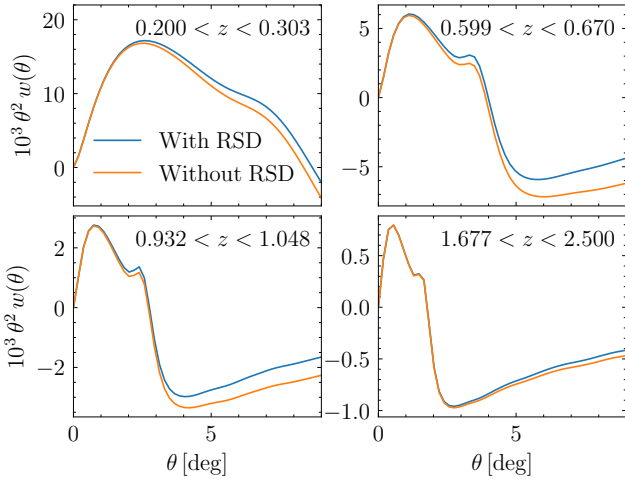 10³ θ² w(θ)
20
10
0
0.200 < z < 0.303
With RSD
Without RSD
5
0
−5
0.599 < z < 0.670
10³ θ² w(θ)
2
0
−2
0.932 < z < 1.048
0
5
θ [deg]
0.5
0.0
−0.5
−1.0
1.677 < z < 2.500
0
5
θ [deg]